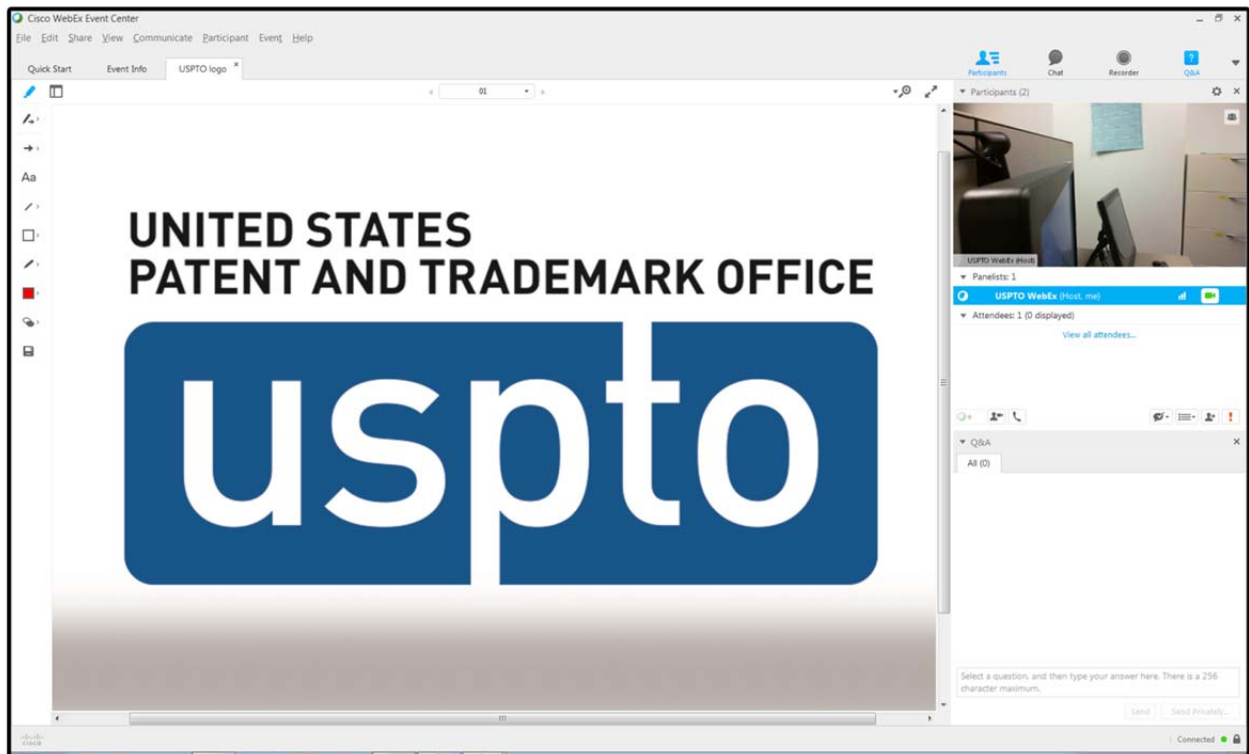 Cisco WebEx Event Center
File Edit Share View Communicate Participant Event Help
Quick Start Event Info USPTO logo
Participants Chat Recorder Q&A
01
Participants (2)
Aa
UNITED STATES
PATENT AND TRADEMARK OFFICE
uspto
USPTO WebEx (Host)
Panelists: 1
USPTO WebEx (Host, me)
Attendees: 1 (0 displayed)
View all attendees...
Q&A
All (0)
Select a question, and then type your answer here. There is a 256
character maximum.
Send Send Privately...
CISCO
Connected